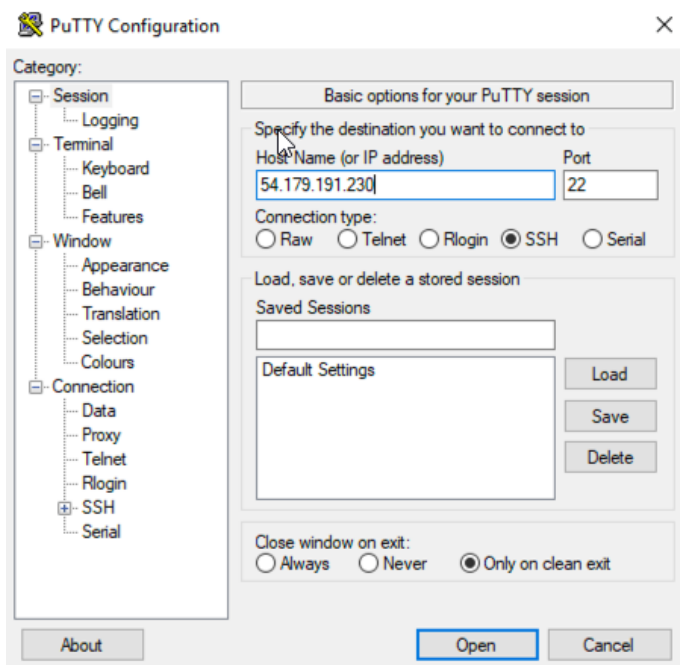 PuTTY Configuration
Category:
Session
Logging
Terminal
Keyboard
Bell
Features
Window
Appearance
Behaviour
Translation
Selection
Colours
Connection
Data
Proxy
Telnet
Rlogin
SSH
Serial
Basic options for your PuTTY session
Specify the destination you want to connect to
Host Name (or IP address) Port
54.179.191.230 22
Connection type:
Raw Telnet Rlogin SSH Serial
Load, save or delete a stored session
Saved Sessions
Default Settings
Load
Save
Delete
Close window on exit:
Always Never Only on clean exit
About Open Cancel